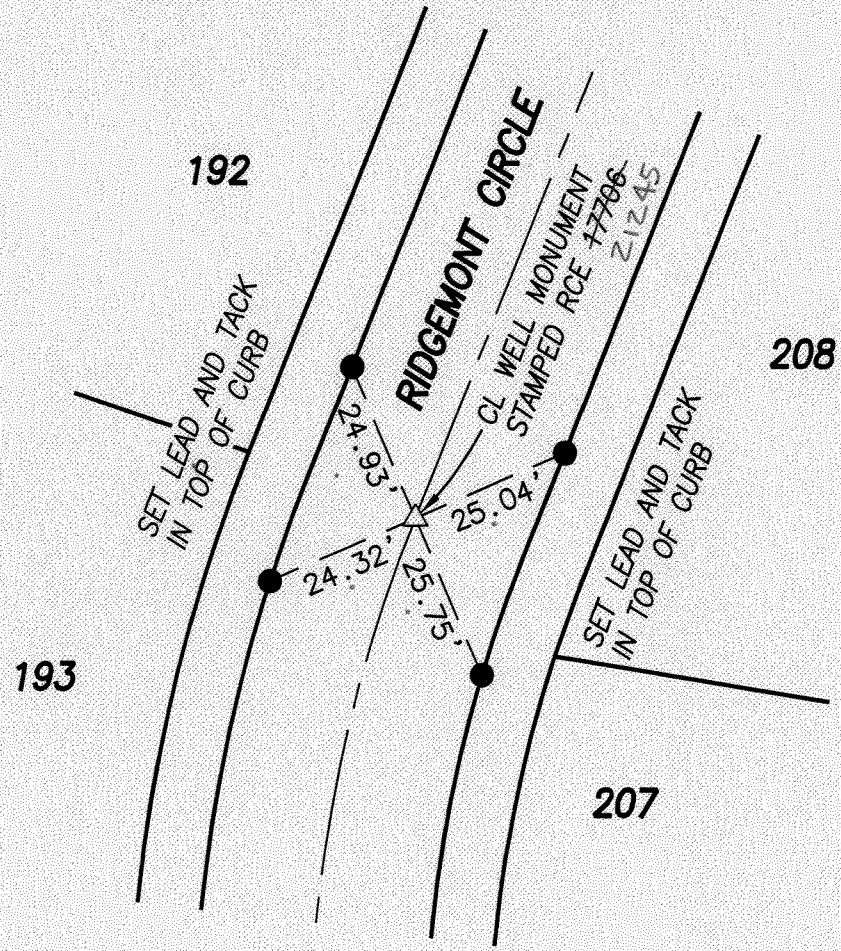 192
RIDGEMONT CIRCLE
CL WELL MONUMENT
STAMPED RCE 17706
21245
208
SET LEAD AND TACK
IN TOP OF CURB
24.93'
25.04'
24.32'
25.75'
SET LEAD AND TACK
IN TOP OF CURB
193
207